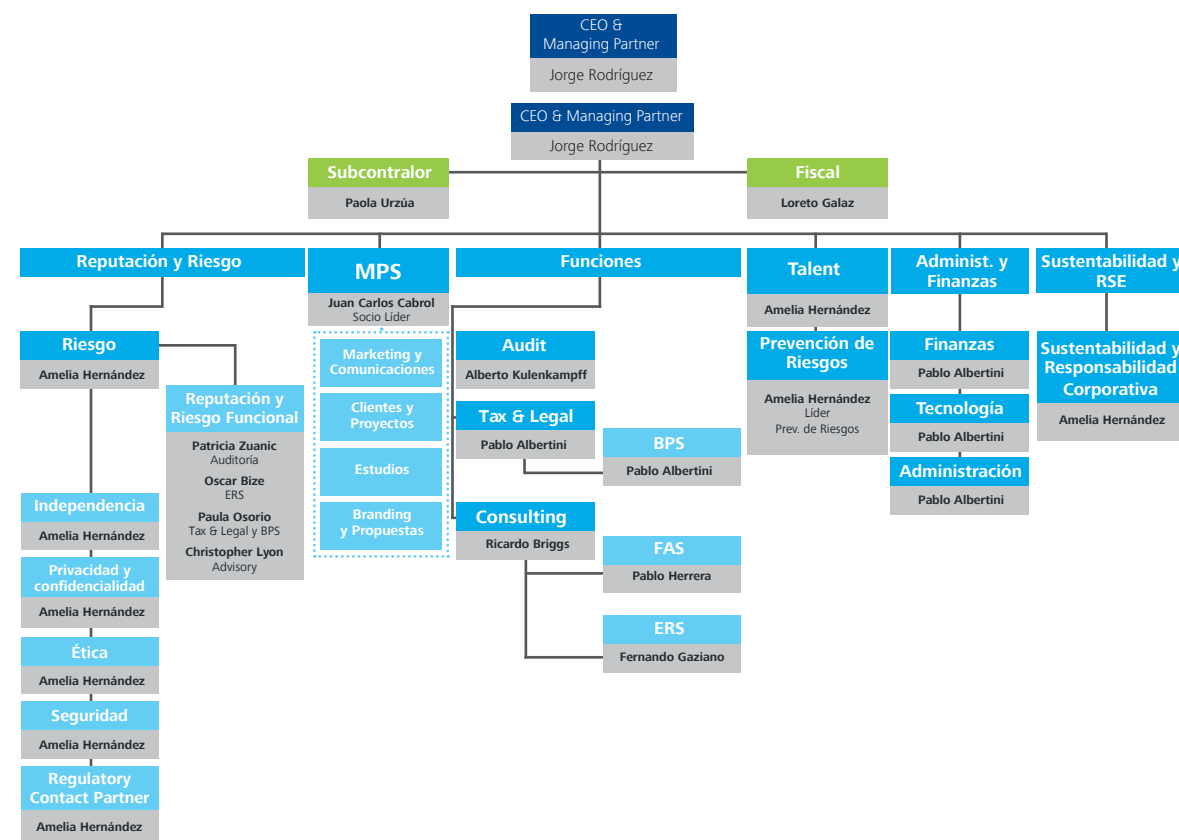 CEO &
Managing Partner
Jorge Rodríguez
CEO & Managing Partner
Jorge Rodríguez
Subcontralor
Paola Urzúa
Fiscal
Loreto Galaz
Reputación y Riesgo
Riesgo
Amelia Hernández
Reputación y
Riesgo Funcional
Patricia Zuanic
Auditoría
Oscar Bize
ERS
Paula Osorio
Tax & Legal y BPS
Christopher Lyon
Advisory
Independencia
Amelia Hernández
Privacidad y
confidencialidad
Amelia Hernández
Ética
Amelia Hernández
Seguridad
Amelia Hernández
Regulatory
Contact Partner
Amelia Hernández
MPS
Juan Carlos Cabrol
Socio Líder
Marketing y
Comunicaciones
Clientes y
Proyectos
Estudios
Branding
y Propuestas
Funciones
Audit
Alberto Kulenkampff
Tax & Legal
Pablo Albertini
BPS
Pablo Albertini
Consulting
Ricardo Briggs
FAS
Pablo Herrera
ERS
Fernando Gaziano
Talent
Amelia Hernández
Prevención de
Riesgos
Amelia Hernández
Líder
Prev. de Riesgos
Administ. y
Finanzas
Finanzas
Pablo Albertini
Tecnología
Pablo Albertini
Administración
Pablo Albertini
Sustentabilidad y
RSE
Sustentabilidad y
Responsabilidad
Corporativa
Amelia Hernández